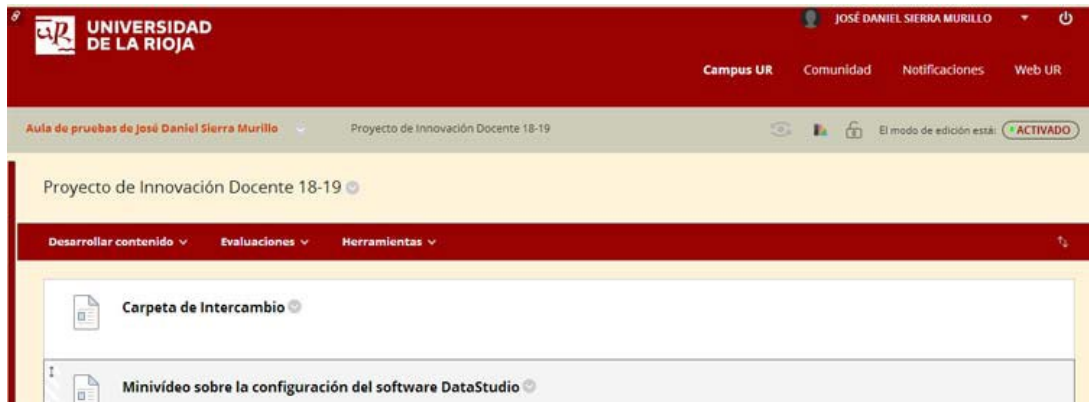 UNIVERSIDAD
DE LA RIOJA
JOSÉ DANIEL SIERRA MURILLO
Campus UR Comunidad Notificaciones Web UR
Aula de pruebas de José Daniel Sierra Murillo Proyecto de Innovación Docente 18-19 El modo de edición está: ACTIVADO
Proyecto de Innovación Docente 18-19
Desarrollar contenido Evaluaciones Herramientas
Carpeta de Intercambio
Minivídeo sobre la configuración del software DataStudio